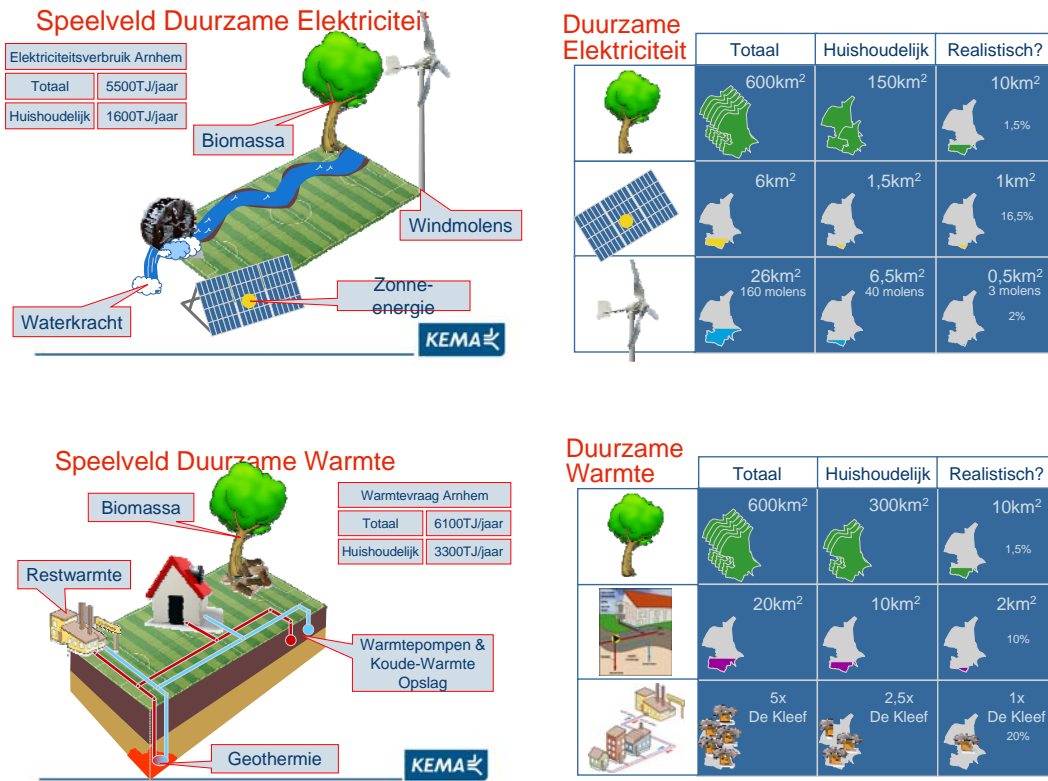 Speelveld Duurzame Elektriciteit
Elektriciteitsverbruik Arnhem
Totaal 5500TJ/jaar
Huishoudelijk 1600TJ/jaar
Biomassa
Windmolens
Zonne-
energie
Waterkracht
KEMA
Duurzame
Elektriciteit
Totaal Huishoudelijk Realistisch?
600km² 150km² 10km²
1,5%
6km² 1,5km² 1km²
16,5%
26km² 6,5km² 0,5km²
160 molens 40 molens 3 molens
2%
Speelveld Duurzame Warmte
Biomassa
Warmtevraag Arnhem
Totaal 6100TJ/jaar
Huishoudelijk 3300TJ/jaar
Restwarmte
Warmtepompen &
Koude-Warmte
Opslag
Geothermie
KEMA
Duurzame
Warmte
Totaal Huishoudelijk Realistisch?
600km² 300km² 10km²
1,5%
20km² 10km² 2km²
10%
5x 2,5x 1x
De Kleef De Kleef De Kleef
20%